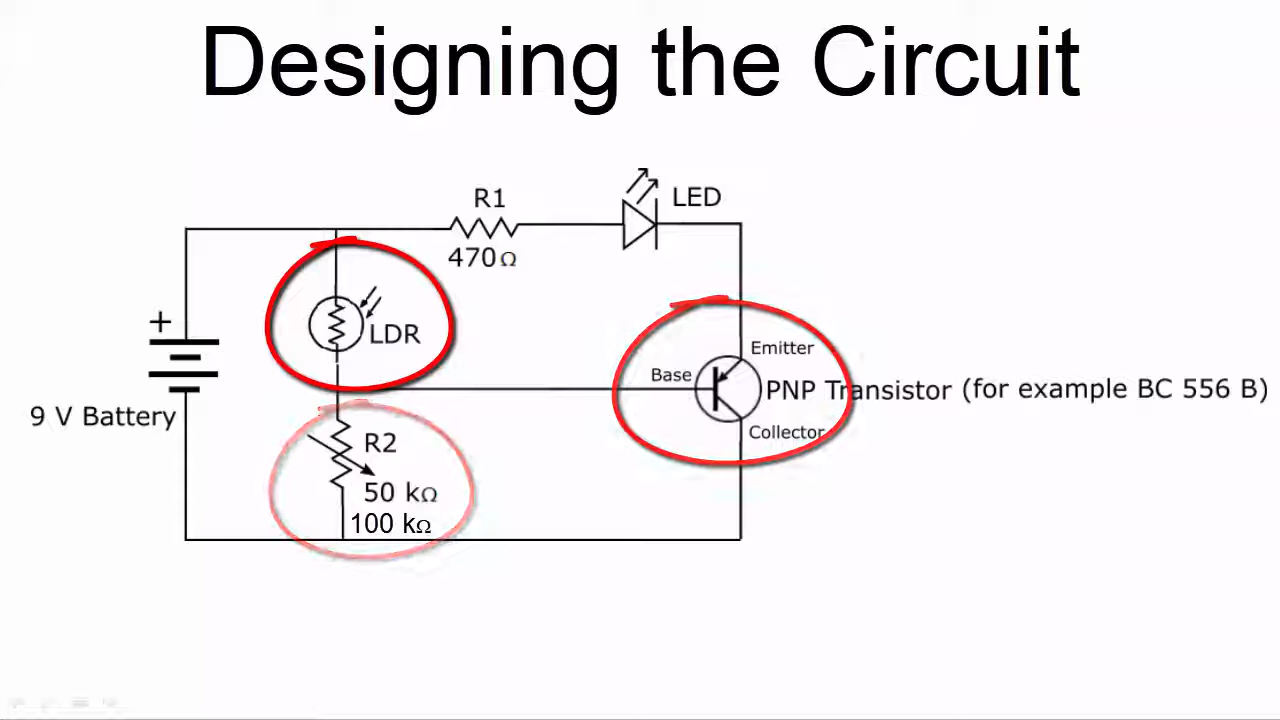 Designing the Circuit
R1
LED
470Ω
+
LDR
Emitter
Base
PNP Transistor (for example BC 556 B)
9 V Battery
Collector
R2
50 kΩ
100 kΩ